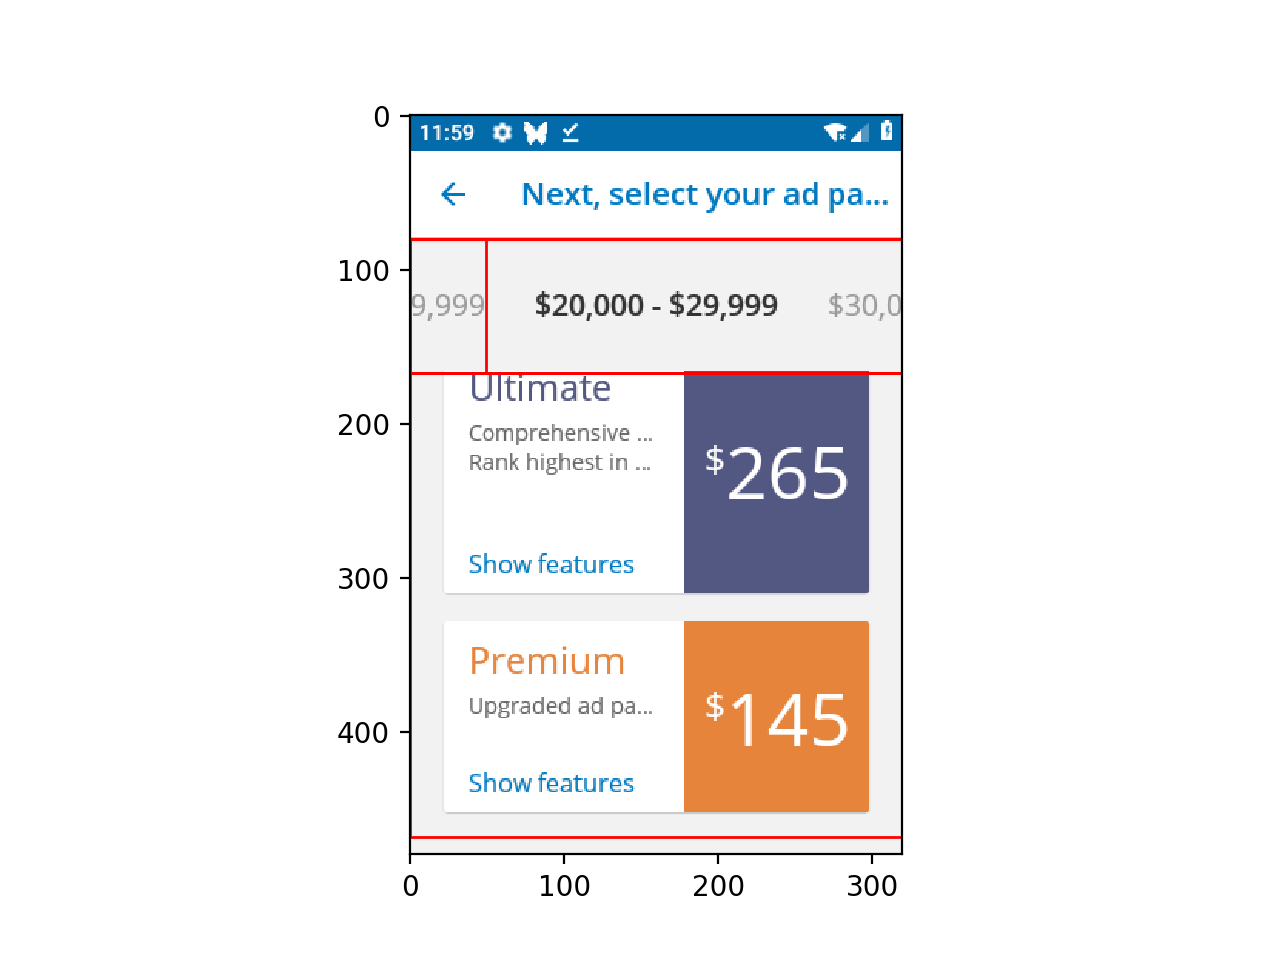 0
11:59
Next, select your ad pa...
100
9,999 $20,000 - $29,999 $30,0
Ultimate
200
Comprehensive ...
Rank highest in ...
$265
300
Show features
Premium
Upgraded ad pa...
$145
400
Show features
0 100 200 300